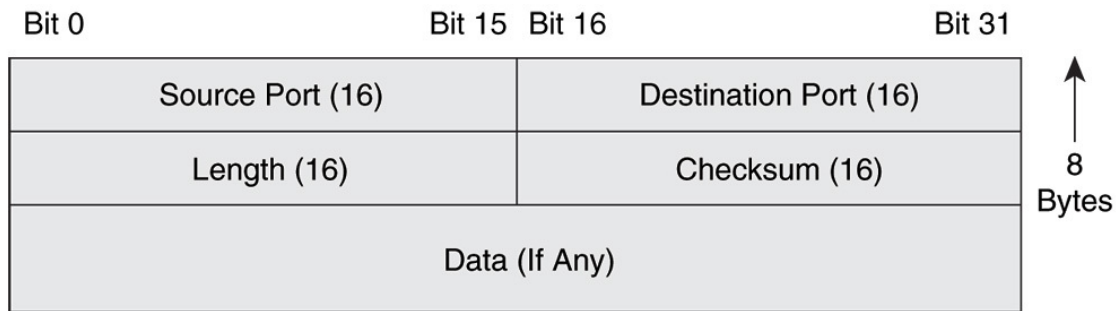 Bit 0 Bit 15 Bit 16 Bit 31
Source Port (16) Destination Port (16)
Length (16) Checksum (16)
8
Bytes
Data (If Any)